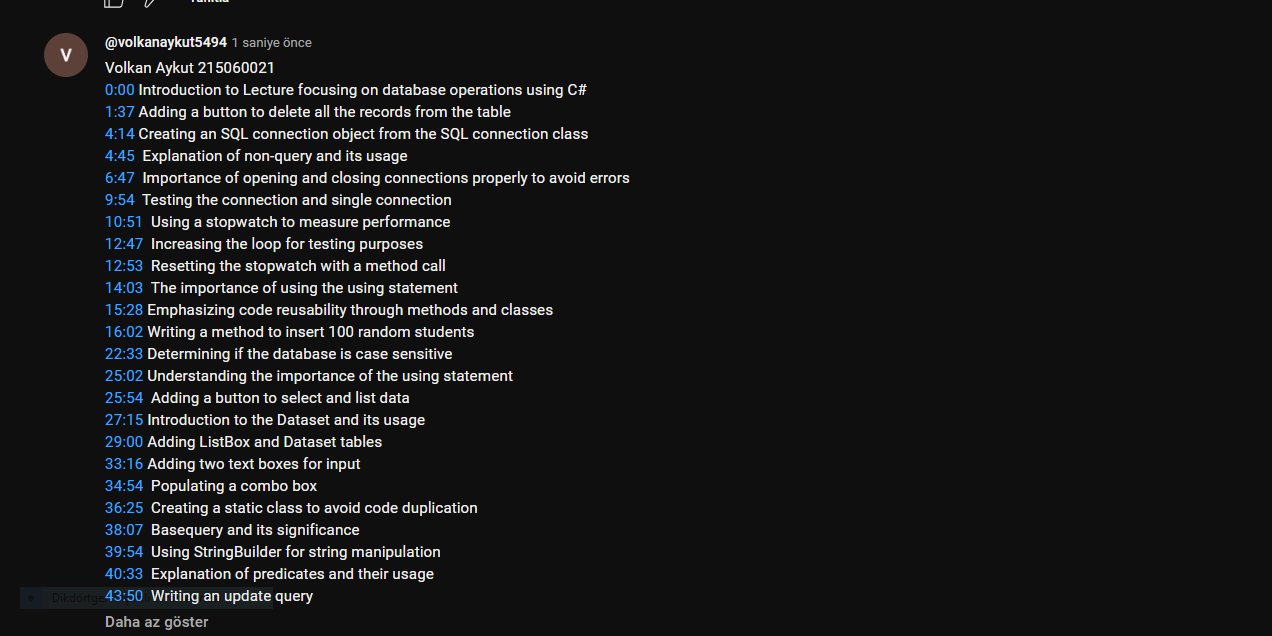 @volkanaykut5494 1 saniye önce
V
Volkan Aykut 215060021
0:00 Introduction to Lecture focusing on database operations using C#
1:37 Adding a button to delete all the records from the table
4:14 Creating an SQL connection object from the SQL connection class
4:45 Explanation of non-query and its usage
6:47 Importance of opening and closing connections properly to avoid errors
9:54 Testing the connection and single connection
10:51 Using a stopwatch to measure performance
12:47 Increasing the loop for testing purposes
12:53 Resetting the stopwatch with a method call
14:03 The importance of using the using statement
15:28 Emphasizing code reusability through methods and classes
16:02 Writing a method to insert 100 random students
22:33 Determining if the database is case sensitive
25:02 Understanding the importance of the using statement
25:54 Adding a button to select and list data
27:15 Introduction to the Dataset and its usage
29:00 Adding ListBox and Dataset tables
33:16 Adding two text boxes for input
34:54 Populating a combo box
36:25 Creating a static class to avoid code duplication
38:07 Basequery and its significance
39:54 Using StringBuilder for string manipulation
40:33 Explanation of predicates and their usage
43:50 Writing an update query
Daha az göster